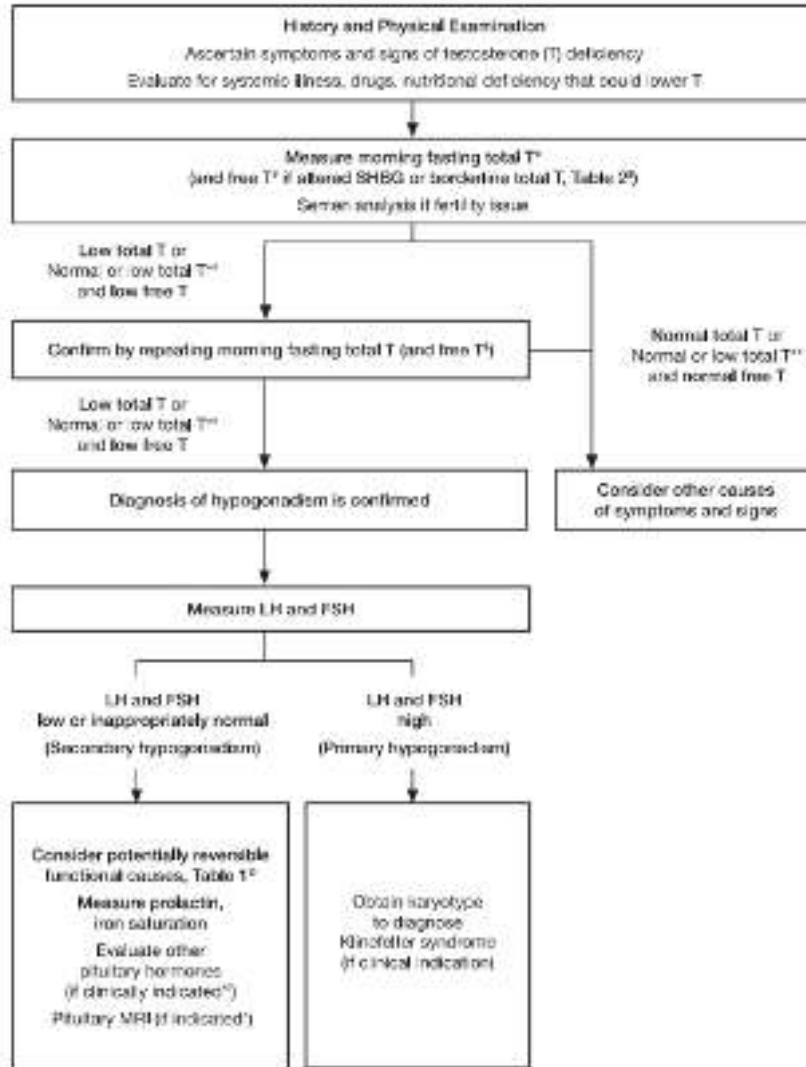 History and Physical Examination
Ascertain symptoms and signs of testosterone (T) deficiency
Evaluate for systemic illness, drugs, nutritional deficiency that could lower T
Measure morning fasting total T
(and free T if altered SHBG or borderline total T, Table 2)
Semen analysis if fertility issue
Low total T or
Normal or low total T
and low free T
Normal total T or
Normal or low total T
and normal free T
Confirm by repeating morning fasting total T (and free T)
Low total T or
Normal or low total T
and low free T
Diagnosis of hypogonadism is confirmed
Consider other causes
of symptoms and signs
Measure LH and FSH
LH and FSH
low or inappropriately normal
(Secondary hypogonadism)
LH and FSH
high
(Primary hypogonadism)
Consider potentially reversible
functional causes, Table 1
Measure prolactin,
iron saturation
Evaluate other
pituitary hormones
(if clinically indicated)
Pituitary MRI (if indicated)
Obtain karyotype
to diagnose
Klinefelter syndrome
(if clinical indication)